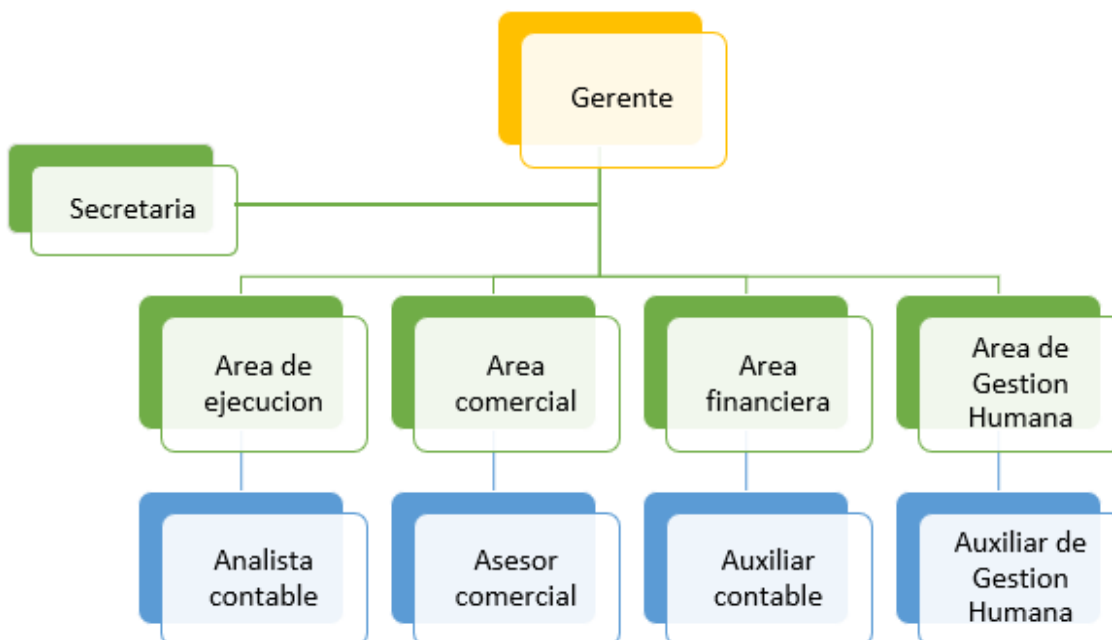 Gerente
Secretaria
Area de
ejecucion
Area
comercial
Area
financiera
Area de
Gestion
Humana
Analista
contable
Asesor
comercial
Auxiliar
contable
Auxiliar de
Gestion
Humana